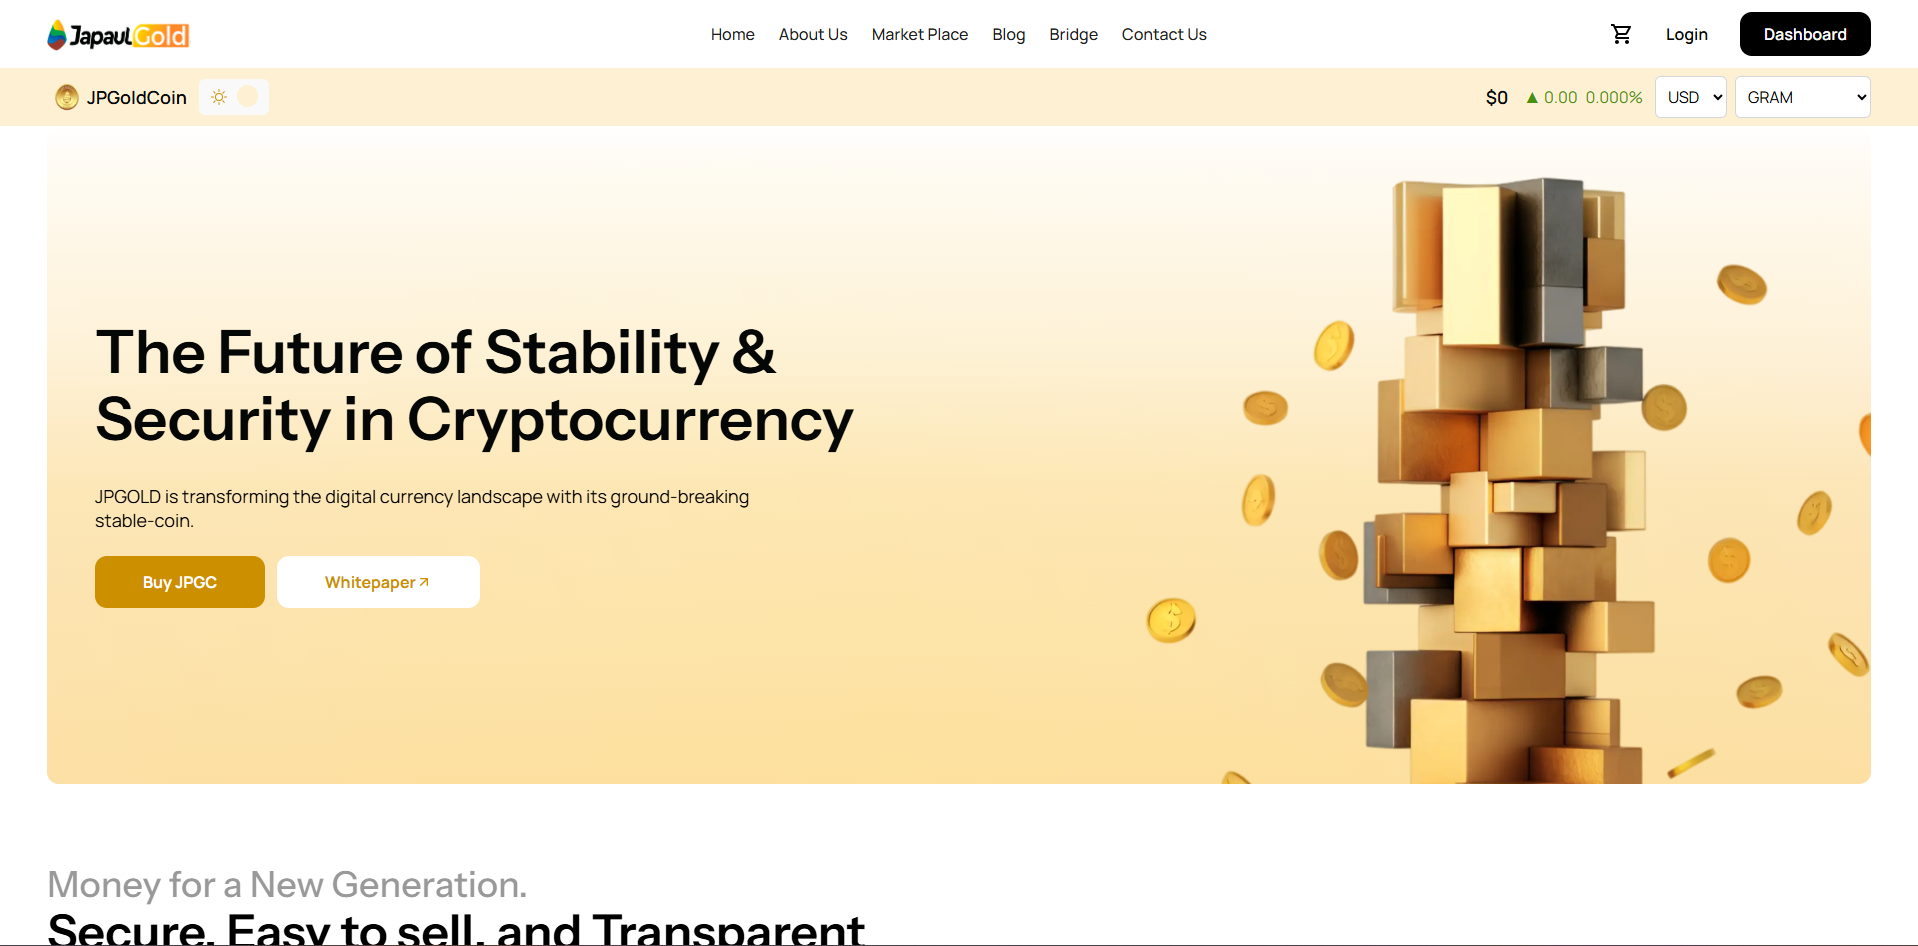 JapaulGold
Home About Us Market Place Blog Bridge Contact Us
Login Dashboard
JPGoldCoin
$0 ▲ 0.00 0.000% USD GRAM
The Future of Stability &
Security in Cryptocurrency
JPGOLD is transforming the digital currency landscape with its ground-breaking
stable-coin.
Buy JPGC Whitepaper
Money for a New Generation.
Secure, Easy to sell, and Transparent